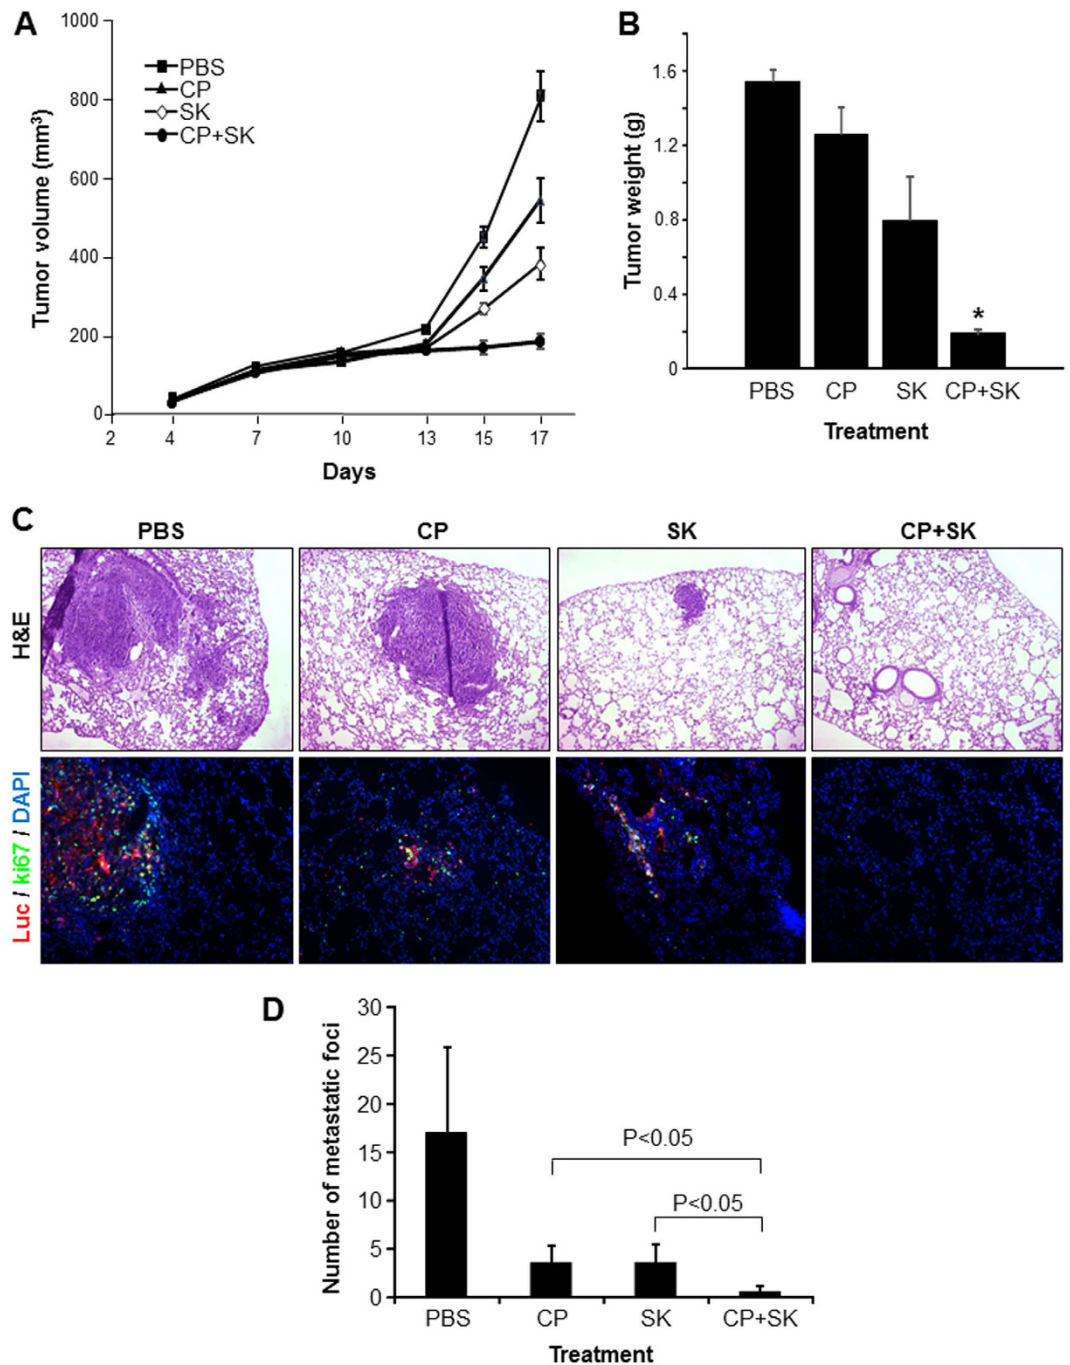 A
1000
800
600
400
200
0
Tumor volume (mm³)
PBS
CP
SK
CP+SK
2 4 7 10 13 15 17
Days
B
1.6
1.2
0.8
0.4
0
Tumor weight (g)
*
PBS CP SK CP+SK
Treatment
C
PBS CP SK CP+SK
H&E
Luc / ki67 / DAPI
D
30
25
20
15
10
5
0
Number of metastatic foci
P<0.05
P<0.05
PBS CP SK CP+SK
Treatment